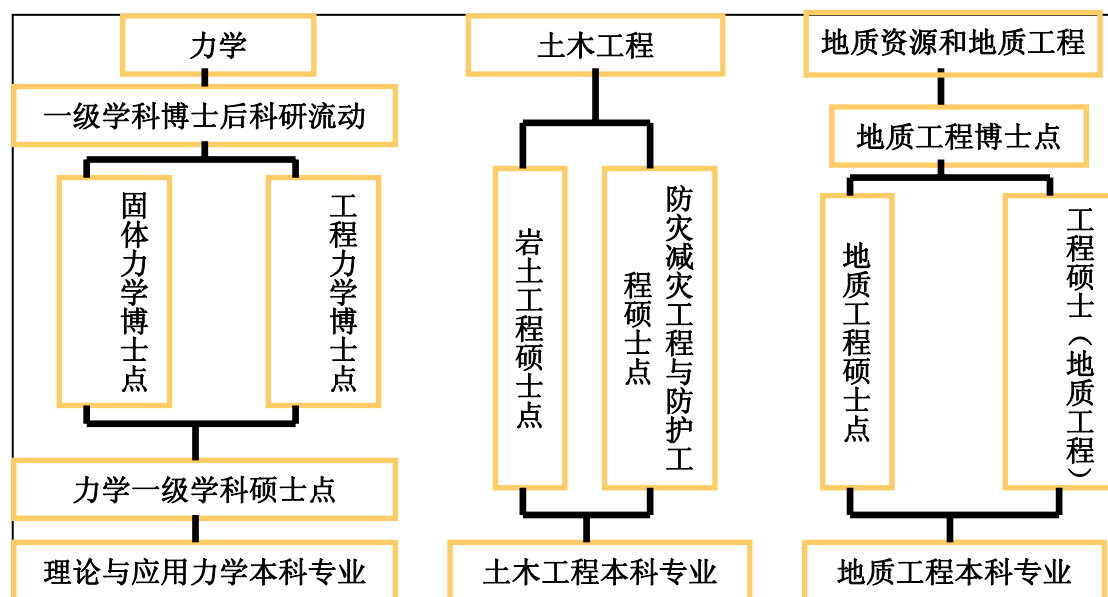 力学
一级学科博士后科研流动
固体力学博士点
工程力学博士点
力学一级学科硕士点
理论与应用力学本科专业
土木工程
岩土工程硕士点
防灾减灾工程与防护工
程硕士点
土木工程本科专业
地质资源和地质工程
地质工程博士点
地质工程硕士点
工程硕士（地质工程）
地质工程本科专业